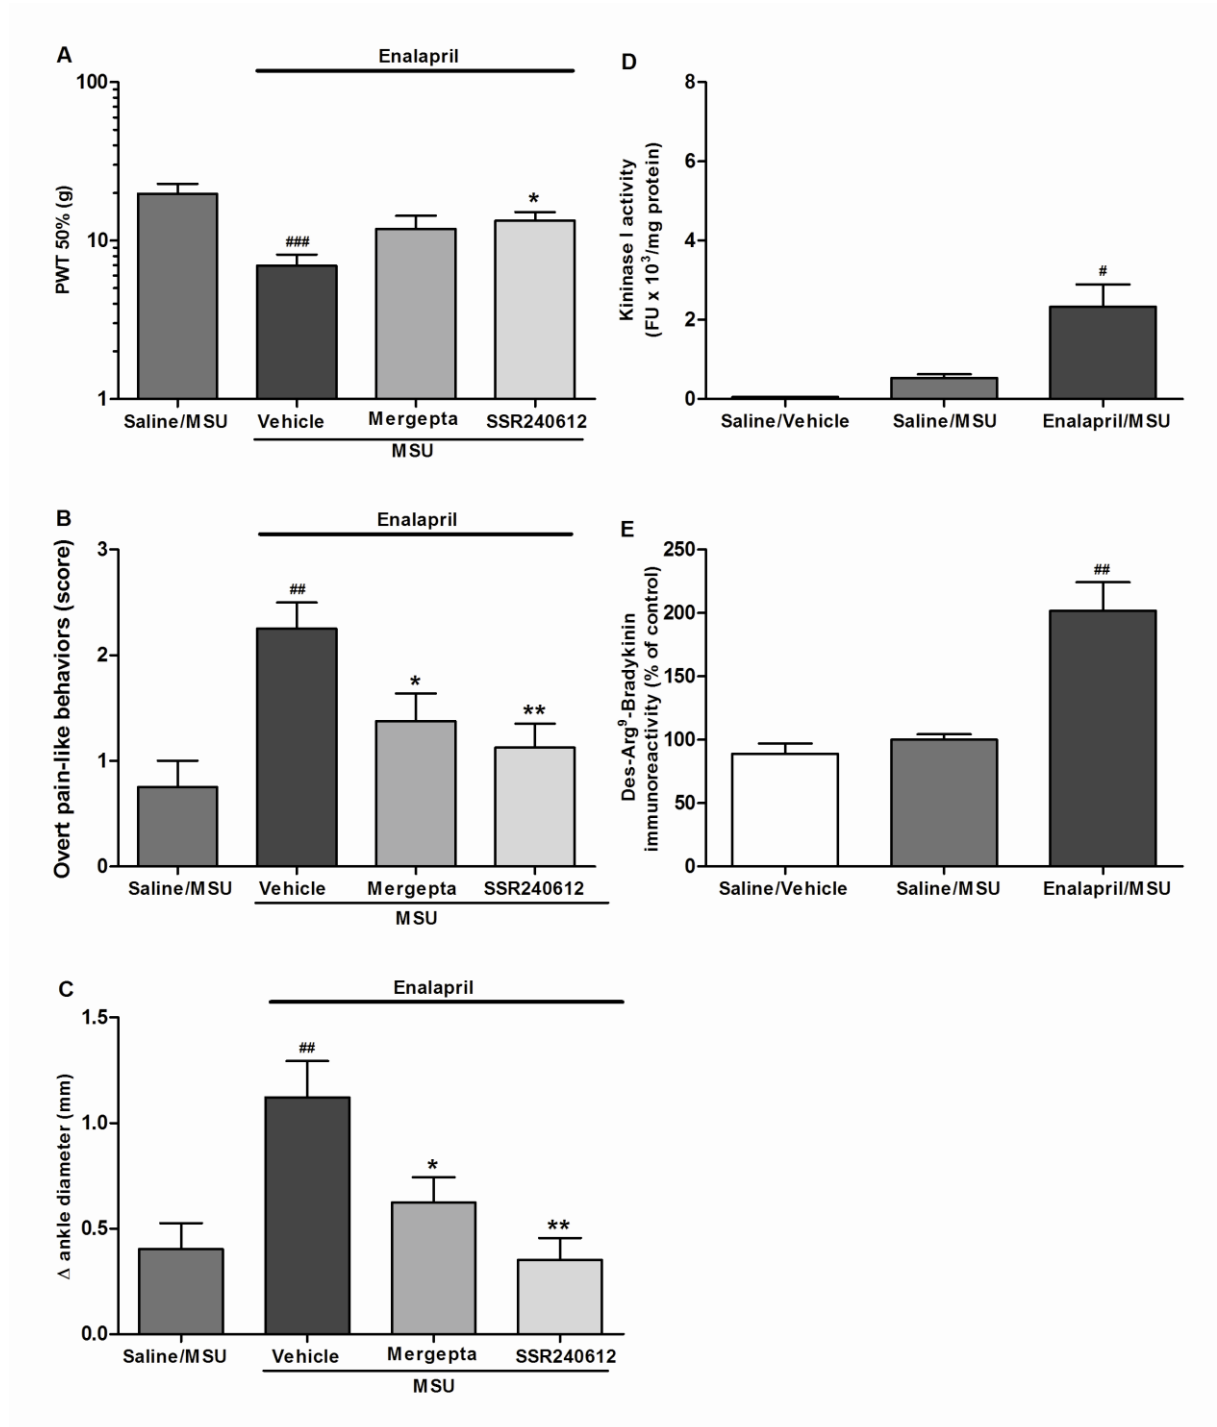 A
Enalapril
PWT 50% (g)
100
10
1
###
*
Saline/MSU Vehicle Mergepta SSR240612
MSU
D
Kininase I activity
(FU x 10³/mg protein)
8
6
4
2
0
#
Saline/Vehicle Saline/MSU Enalapril/MSU
B
Enalapril
Overt pain-like behaviors (score)
3
2
1
0
##
*
**
Saline/MSU Vehicle Mergepta SSR240612
MSU
E
Des-Arg⁹-Bradykinin
immunoreactivity (% of control)
250
200
150
100
50
0
##
Saline/Vehicle Saline/MSU Enalapril/MSU
C
Enalapril
Δ ankle diameter (mm)
1.5
1.0
0.5
0.0
##
*
**
Saline/MSU Vehicle Mergepta SSR240612
MSU